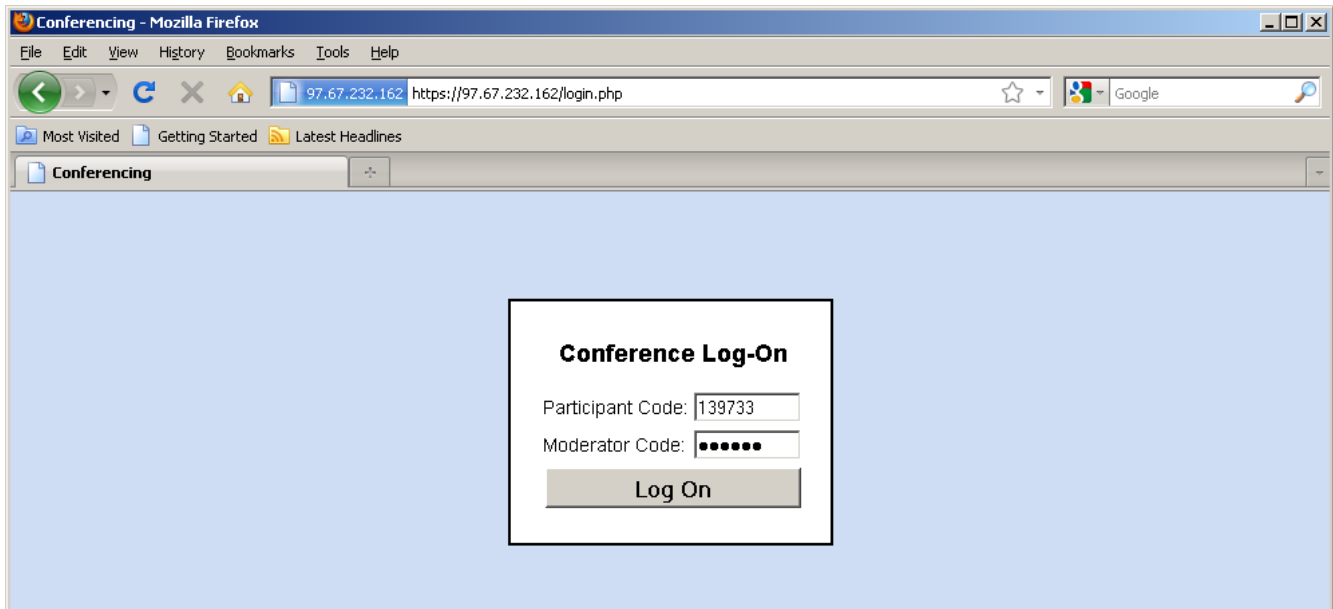 Conferencing - Mozilla Firefox
File Edit View History Bookmarks Tools Help
97.67.232.162 https://97.67.232.162/login.php Google
Most Visited Getting Started Latest Headlines
Conferencing
Conference Log-On
Participant Code: 139733
Moderator Code: ●●●●●●
Log On